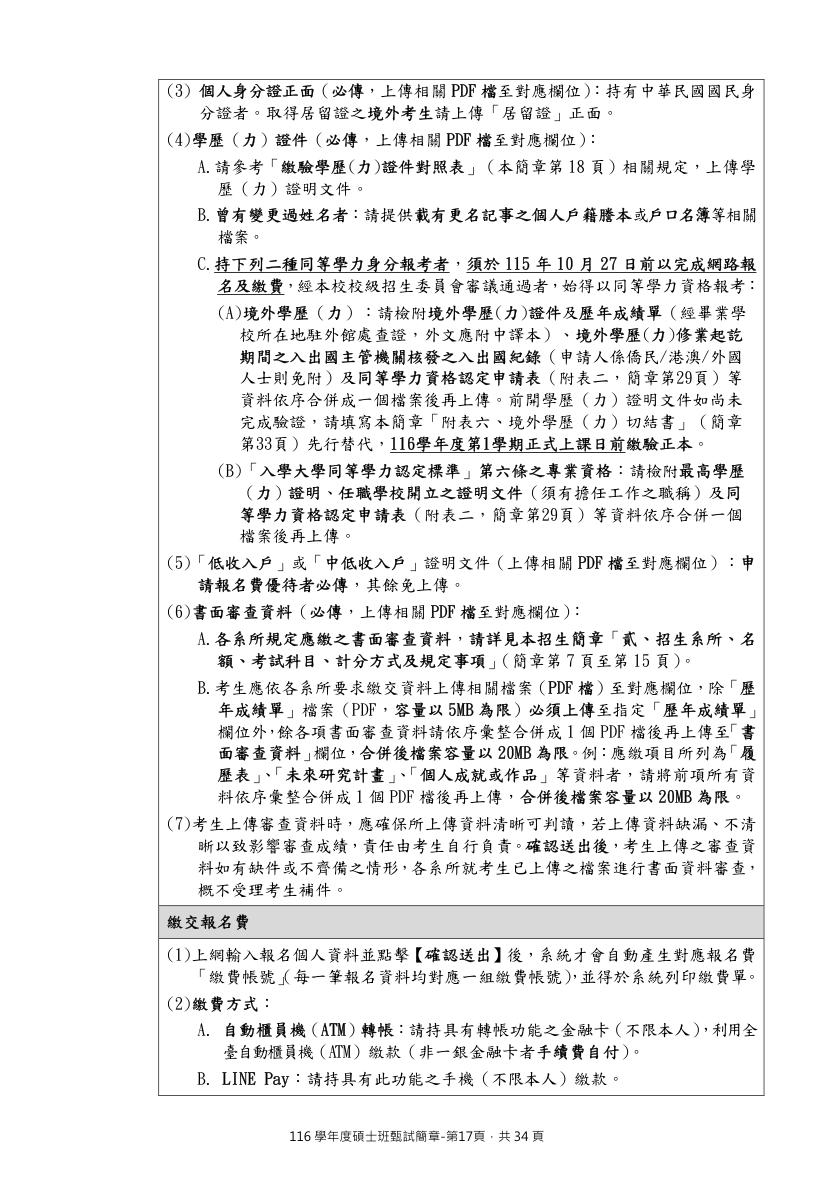 (3) 個人身分證正面（必傳，上傳相關 PDF 檔至對應欄位）：持有中華民國國民身
分證者。取得居留證之境外考生請上傳「居留證」正面。
(4)學歷（力）證件（必傳，上傳相關 PDF 檔至對應欄位）：
A.請參考「繳驗學歷(力)證件對照表」（本簡章第 18 頁）相關規定，上傳學
歷（力）證明文件。
B.曾有變更過姓名者：請提供載有更名記事之個人戶籍謄本或戶口名簿等相關
檔案。
C.持下列二種同等學力身分報考者，須於 115 年 10 月 27 日前以完成網路報
名及繳費，經本校校級招生委員會審議通過者，始得以同等學力資格報考：
(A)境外學歷（力）：請檢附境外學歷(力)證件及歷年成績單（經畢業學
校所在地駐外館處查證，外文應附中譯本）、境外學歷(力)修業起訖
期間之入出國主管機關核發之入出國紀錄（申請人係僑民/港澳/外國
人士則免附）及同等學力資格認定申請表（附表二，簡章第29頁）等
資料依序合併成一個檔案後再上傳。前開學歷（力）證明文件如尚未
完成驗證，請填寫本簡章「附表六、境外學歷（力）切結書」（簡章
第33頁）先行替代，116學年度第1學期正式上課日前繳驗正本。
(B)「入學大學同等學力認定標準」第六條之專業資格：請檢附最高學歷
（力）證明、任職學校開立之證明文件（須有擔任工作之職稱）及同
等學力資格認定申請表（附表二，簡章第29頁）等資料依序合併一個
檔案後再上傳。
(5)「低收入戶」或「中低收入戶」證明文件（上傳相關 PDF 檔至對應欄位）：申
請報名費優待者必傳，其餘免上傳。
(6)書面審查資料（必傳，上傳相關 PDF 檔至對應欄位）：
A.各系所規定應繳之書面審查資料，請詳見本招生簡章「貳、招生系所、名
額、考試科目、計分方式及規定事項」（簡章第 7 頁至第 15 頁）。
B.考生應依各系所要求繳交資料上傳相關檔案（PDF 檔）至對應欄位，除「歷
年成績單」檔案（PDF，容量以 5MB 為限）必須上傳至指定「歷年成績單」
欄位外，餘各項書面審查資料請依序彙整合併成 1 個 PDF 檔後再上傳至「書
面審查資料」欄位，合併後檔案容量以 20MB 為限。例：應繳項目所列為「履
歷表」、「未來研究計畫」、「個人成就或作品」等資料者，請將前項所有資
料依序彙整合併成 1 個 PDF 檔後再上傳，合併後檔案容量以 20MB 為限。
(7)考生上傳審查資料時，應確保所上傳資料清晰可判讀，若上傳資料缺漏、不清
晰以致影響審查成績，責任由考生自行負責。確認送出後，考生上傳之審查資
料如有缺件或不齊備之情形，各系所就考生已上傳之檔案進行書面資料審查，
概不受理考生補件。
繳交報名費
(1)上網輸入報名個人資料並點擊【確認送出】後，系統才會自動產生對應報名費
「繳費帳號」（每一筆報名資料均對應一組繳費帳號），並得於系統列印繳費單。
(2)繳費方式：
A. 自動櫃員機（ATM）轉帳：請持具有轉帳功能之金融卡（不限本人），利用全
臺自動櫃員機（ATM）繳款（非一銀金融卡者手續費自付）。
B. LINE Pay：請持具有此功能之手機（不限本人）繳款。
116 學年度碩士班甄試簡章-第17頁．共 34 頁